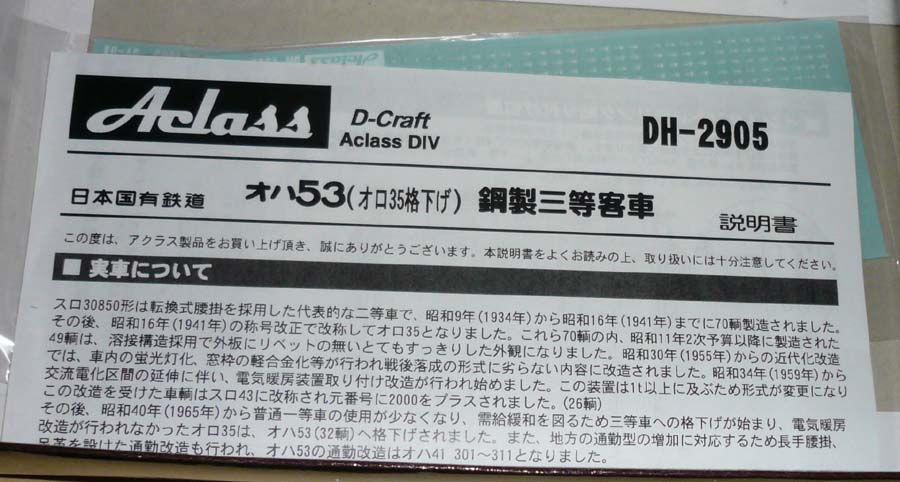 Aclass
D-Craft
Aclass DIV
DH-2905
日本国有鉄道 オハ53(オロ35格下げ) 鋼製三等客車 説明書
この度は、アクラス製品をお買い上げ頂き、誠にありがとうございます。本説明書をよくお読みの上、取り扱いには十分注意してください。
■ 実車について
スロ30850形は転換式腰掛を採用した代表的な二等車で、昭和9年(1934年)から昭和16年(1941年)までに70輌製造されました。
その後、昭和16年(1941年)の称号改正で改称してオロ35となりました。これら70輌の内、昭和11年2次予算以降に製造された
49輌は、溶接構造採用で外板にリベットの無いとてもすっきりした外観になりました。昭和30年(1955年)からの近代化改造
では、車内の蛍光灯化、窓枠の軽合金化等が行われ戦後落成の形式に劣らない内容に改造されました。昭和34年(1959年)から
交流電化区間の延伸に伴い、電気暖房装置取り付け改造が行われ始めました。この装置は1t以上に及ぶため形式が変更になり
この改造を受けた車輌はスロ43に改称され元番号に2000をプラスされました。(26輌)
その後、昭和40年(1965年)から普通一等車の使用が少なくなり、需給緩和を図るため三等車への格下げが始まり、電気暖房
改造が行われなかったオロ35は、オハ53(32輌)へ格下げされました。また、地方の通勤型の増加に対応するため長手腰掛、
吊革を設けた通勤改造も行われ、オハ53の通勤改造はオハ41 301～311となりました。